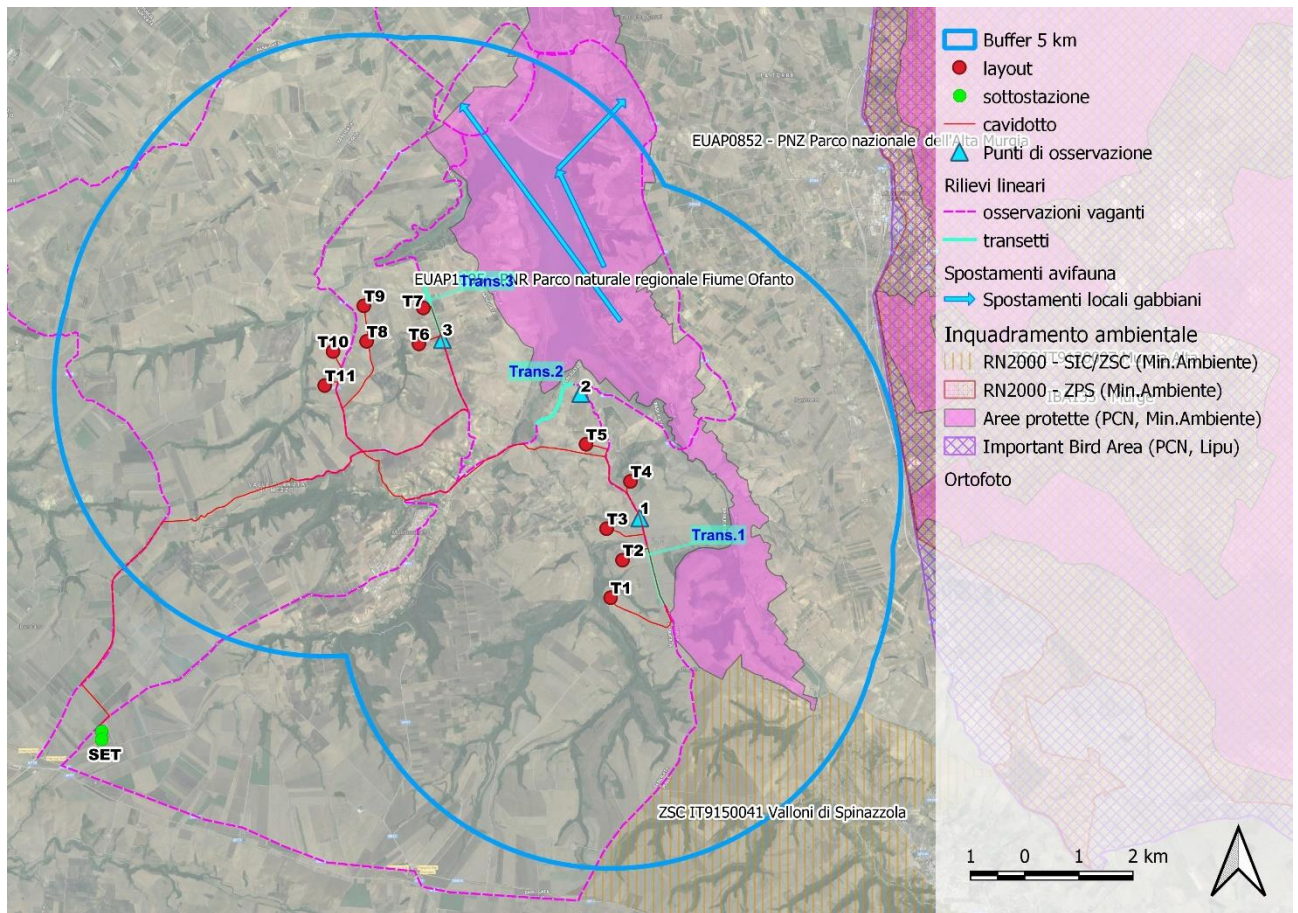 Buffer 5 km
layout
sottostazione
cavidotto
Punti di osservazione
Rilievi lineari
osservazioni vaganti
transetti
Spostamenti avifauna
Spostamenti locali gabbiani
Inquadramento ambientale
RN2000 - SIC/ZSC (Min.Ambiente)
RN2000 - ZPS (Min.Ambiente)
Aree protette (PCN, Min.Ambiente)
Important Bird Area (PCN, Lipu)
Ortofoto
EUAP0852 - PNZ Parco nazionale dell'Alta Murgia
PNR Parco naturale regionale Fiume Ofanto
Trans.3
T9
T7
T10
T8
T6
3
T11
Trans.2
2
T5
T4
1
T3
Trans.1
T2
T1
SET
ZSC IT9150041 Valloni di Spinazzola
1 0 1 2 km